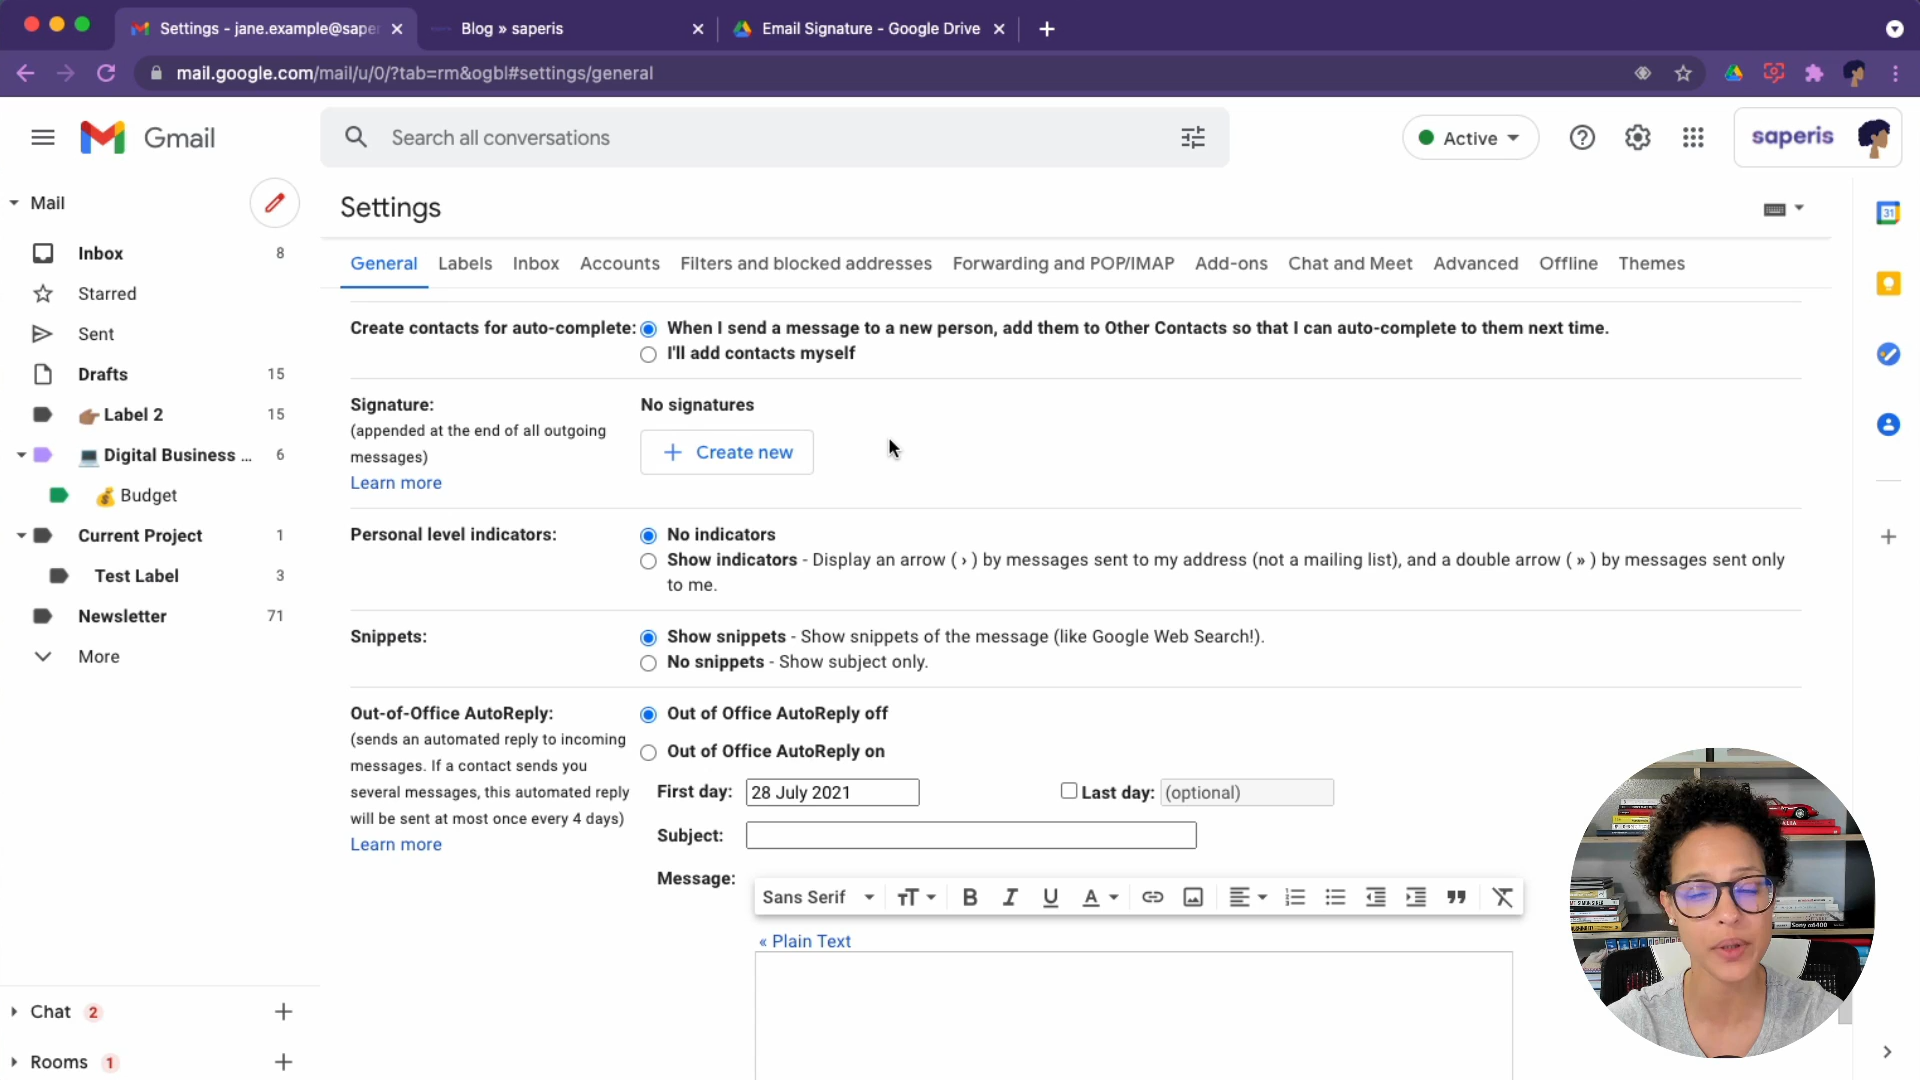 Settings - jane.example@saper
Blog » saperis
Email Signature - Google Drive
mail.google.com/mail/u/0/?tab=rm&ogbl#settings/general
Gmail
Search all conversations
Active
saperis
Mail
Inbox 8
Starred
Sent
Drafts 15
Label 2 15
Digital Business ... 6
Budget
Current Project 1
Test Label 3
Newsletter 71
More
Chat 2
Rooms 1
Settings
General Labels Inbox Accounts Filters and blocked addresses Forwarding and POP/IMAP Add-ons Chat and Meet Advanced Offline Themes
Create contacts for auto-complete:
When I send a message to a new person, add them to Other Contacts so that I can auto-complete to them next time.
I'll add contacts myself
Signature:
(appended at the end of all outgoing
messages)
Learn more
No signatures
Create new
Personal level indicators:
No indicators
Show indicators - Display an arrow ( › ) by messages sent to my address (not a mailing list), and a double arrow ( » ) by messages sent only
to me.
Snippets:
Show snippets - Show snippets of the message (like Google Web Search!).
No snippets - Show subject only.
Out-of-Office AutoReply:
(sends an automated reply to incoming
messages. If a contact sends you
several messages, this automated reply
will be sent at most once every 4 days)
Learn more
Out of Office AutoReply off
Out of Office AutoReply on
First day: 28 July 2021
Last day: (optional)
Subject:
Message:
Sans Serif
« Plain Text
31